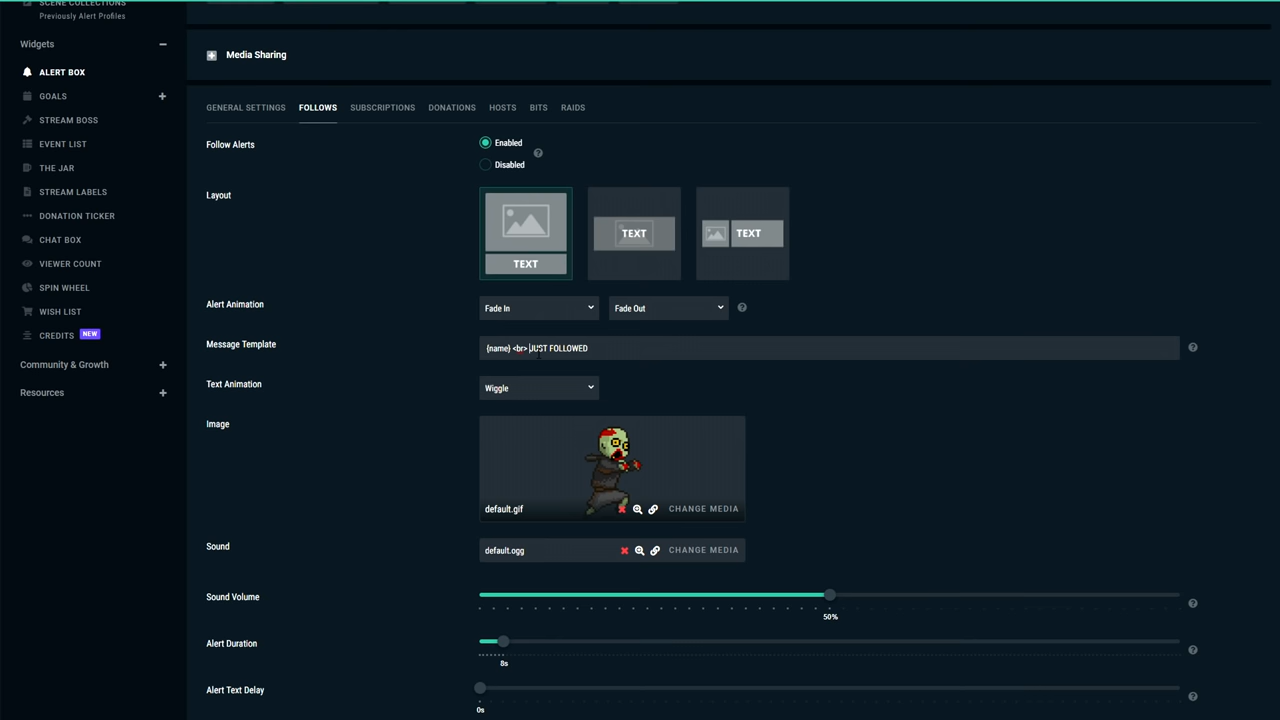 SCENE COLLECTIONS
Previously Alert Profiles
Widgets
ALERT BOX
GOALS
STREAM BOSS
EVENT LIST
THE JAR
STREAM LABELS
DONATION TICKER
CHAT BOX
VIEWER COUNT
SPIN WHEEL
WISH LIST
CREDITS NEW
Community & Growth
Resources
Media Sharing
GENERAL SETTINGS FOLLOWS SUBSCRIPTIONS DONATIONS HOSTS BITS RAIDS
Follow Alerts
Enabled
Disabled
Layout
TEXT
TEXT
TEXT
Alert Animation
Fade In
Fade Out
Message Template
{name} <br> JUST FOLLOWED
Text Animation
Wiggle
Image
default.gif
CHANGE MEDIA
Sound
default.ogg
CHANGE MEDIA
Sound Volume
50%
Alert Duration
8s
Alert Text Delay
0s